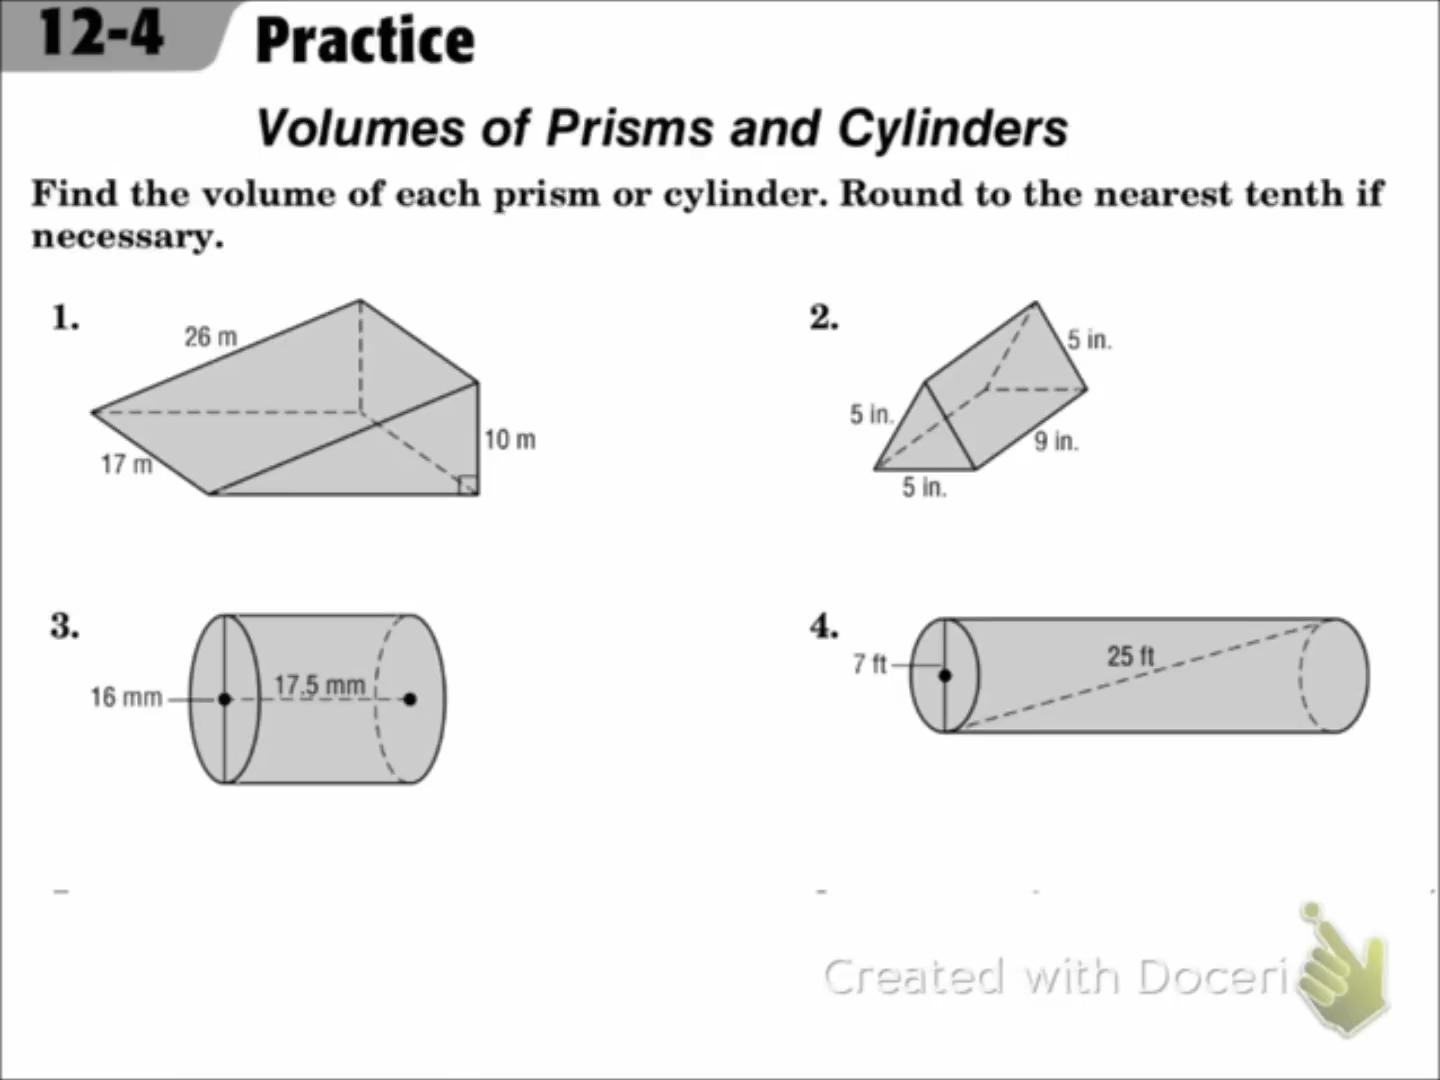 12-4 Practice
Volumes of Prisms and Cylinders
Find the volume of each prism or cylinder. Round to the nearest tenth if
necessary.
1.
26 m
10 m
17 m
2.
5 in.
5 in.
9 in.
5 in.
3.
16 mm
17.5 mm
4.
7 ft
25 ft
Created with Doceri